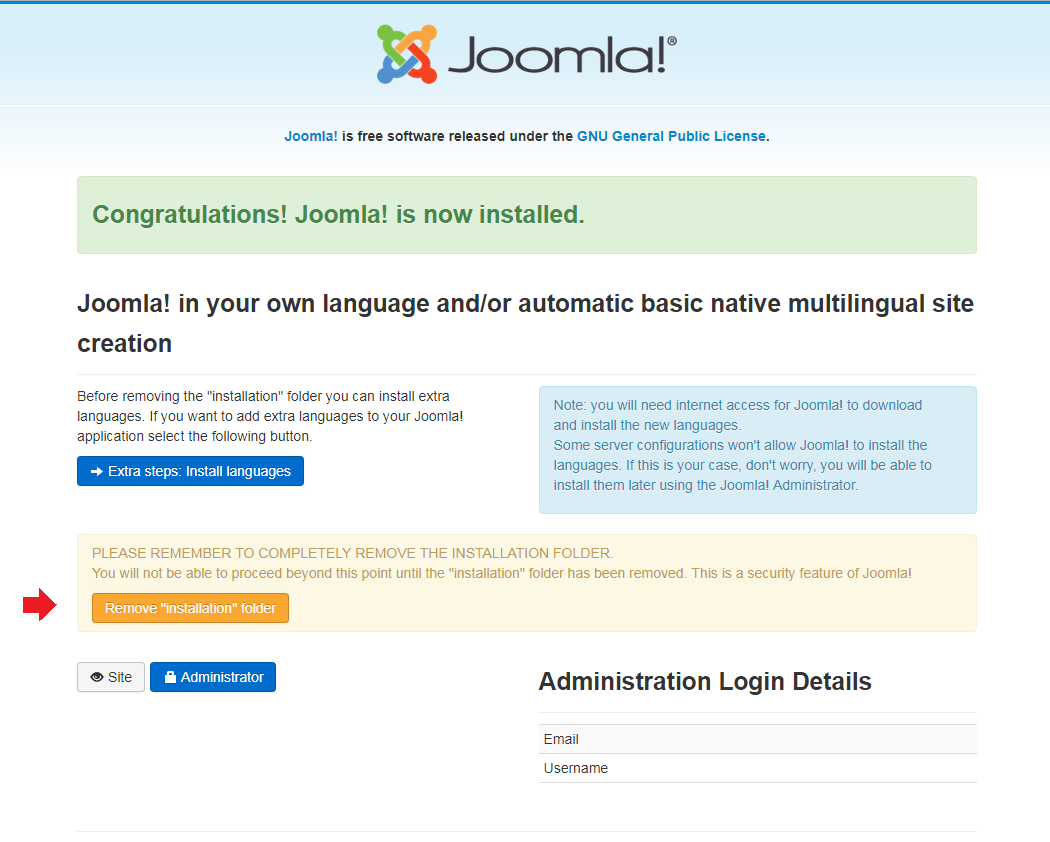 Joomla!®
Joomla! is free software released under the GNU General Public License.
Congratulations! Joomla! is now installed.
Joomla! in your own language and/or automatic basic native multilingual site
creation
Before removing the "installation" folder you can install extra
languages. If you want to add extra languages to your Joomla!
application select the following button.
Extra steps: Install languages
Note: you will need internet access for Joomla! to download
and install the new languages.
Some server configurations won't allow Joomla! to install the
languages. If this is your case, don't worry, you will be able to
install them later using the Joomla! Administrator.
PLEASE REMEMBER TO COMPLETELY REMOVE THE INSTALLATION FOLDER.
You will not be able to proceed beyond this point until the "installation" folder has been removed. This is a security feature of Joomla!
Remove "installation" folder
Site
Administrator
Administration Login Details
Email
Username